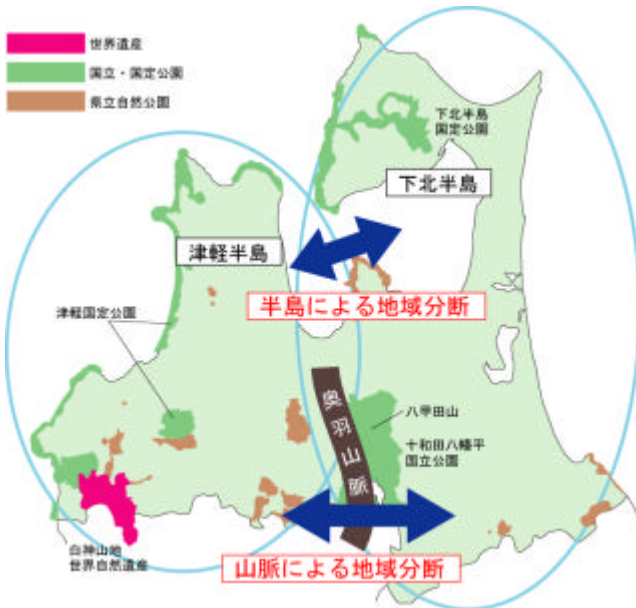 世界遺産
国立・国定公園
県立自然公園
下北半島
国定公園
下北半島
津軽半島
半島による地域分断
津軽国定公園
奥羽山脈
八甲田山
十和田八幡平
国立公園
白神山地
世界自然遺産
山脈による地域分断